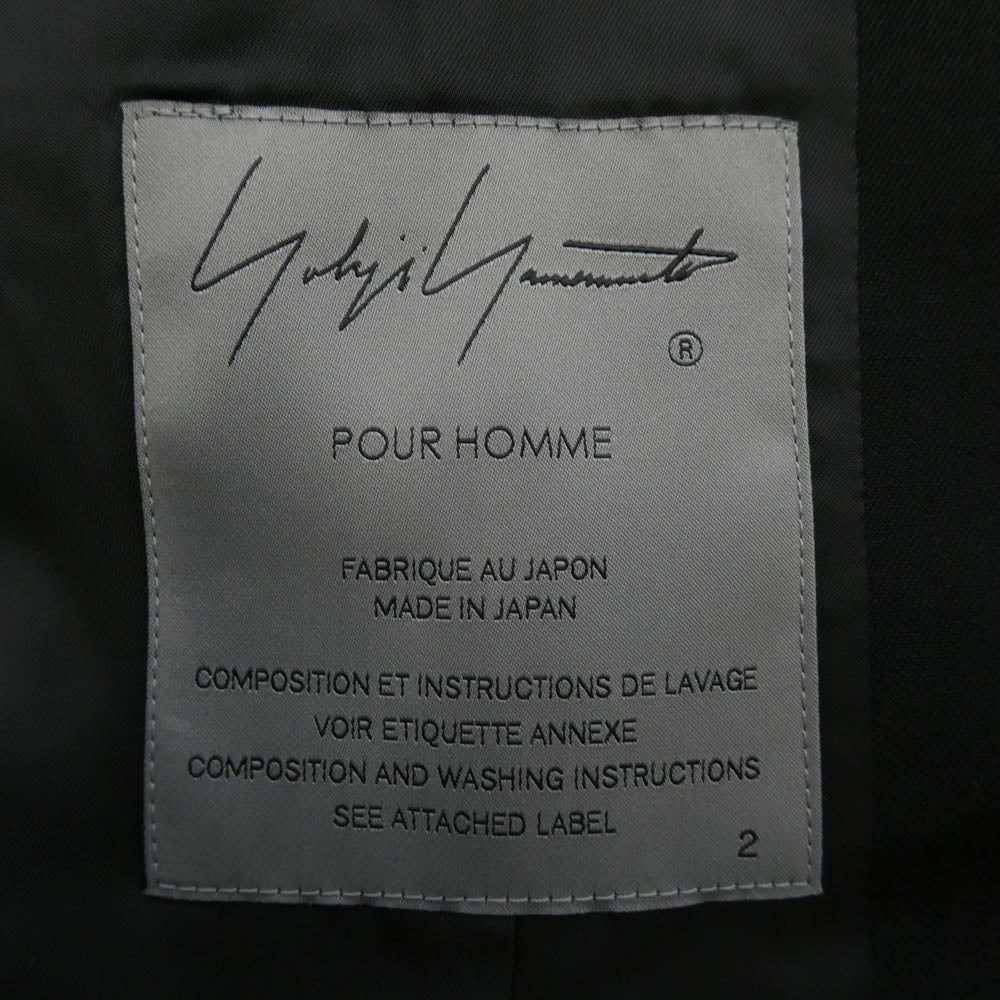 Yohji Yamamoto
®
POUR HOMME
FABRIQUE AU JAPON
MADE IN JAPAN
COMPOSITION ET INSTRUCTIONS DE LAVAGE
VOIR ETIQUETTE ANNEXE
COMPOSITION AND WASHING INSTRUCTIONS
SEE ATTACHED LABEL
2